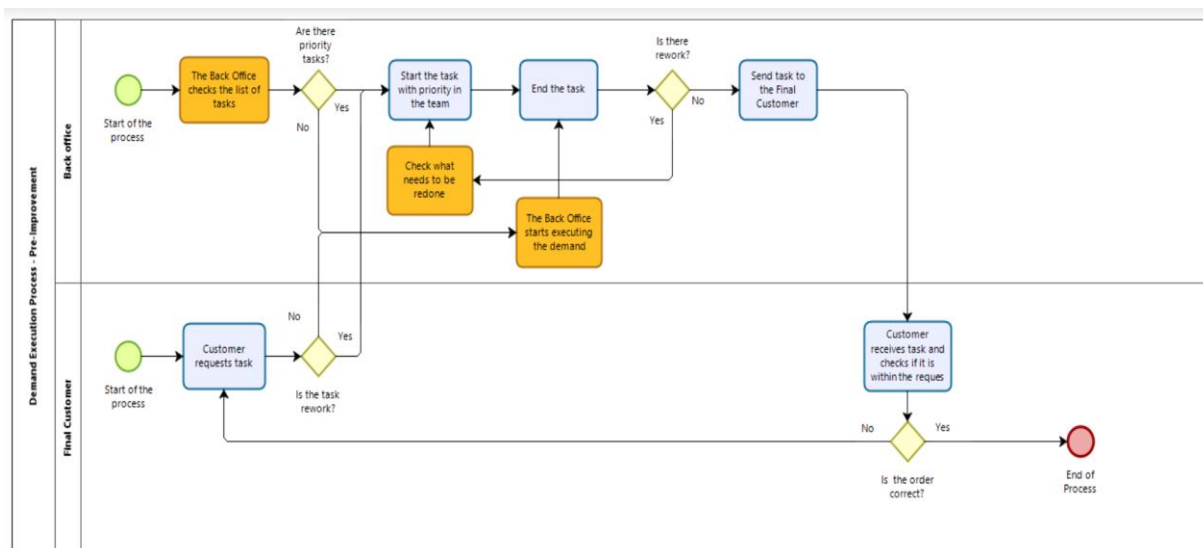 Demand Execution Process - Pre-Improvement
Back office
Start of the
process
The Back Office
checks the list of
tasks
Are there
priority
tasks?
Yes
No
Start the task
with priority in
the team
End the task
Is there
rework?
No
Yes
Send task to
the Final
Customer
Check what
needs to be
redone
The Back Office
starts executing
the demand
Final Customer
Start of the
process
Customer
requests task
No
Yes
Is the task
rework?
Customer
receives task and
checks if it is
within the reques
No
Yes
Is the order
correct?
End of
Process